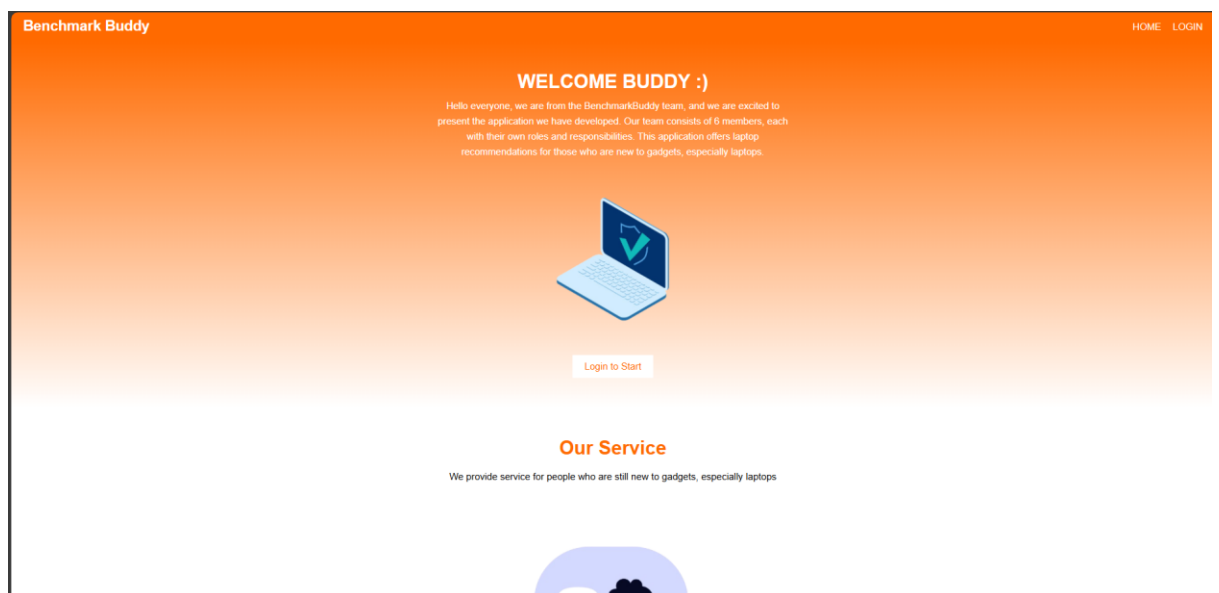 Benchmark Buddy
HOME LOGIN
WELCOME BUDDY :)
Hello everyone, we are from the BenchmarkBuddy team, and we are excited to
present the application we have developed. Our team consists of 6 members, each
with their own roles and responsibilities. This application offers laptop
recommendations for those who are new to gadgets, especially laptops.
Login to Start
Our Service
We provide service for people who are still new to gadgets, especially laptops